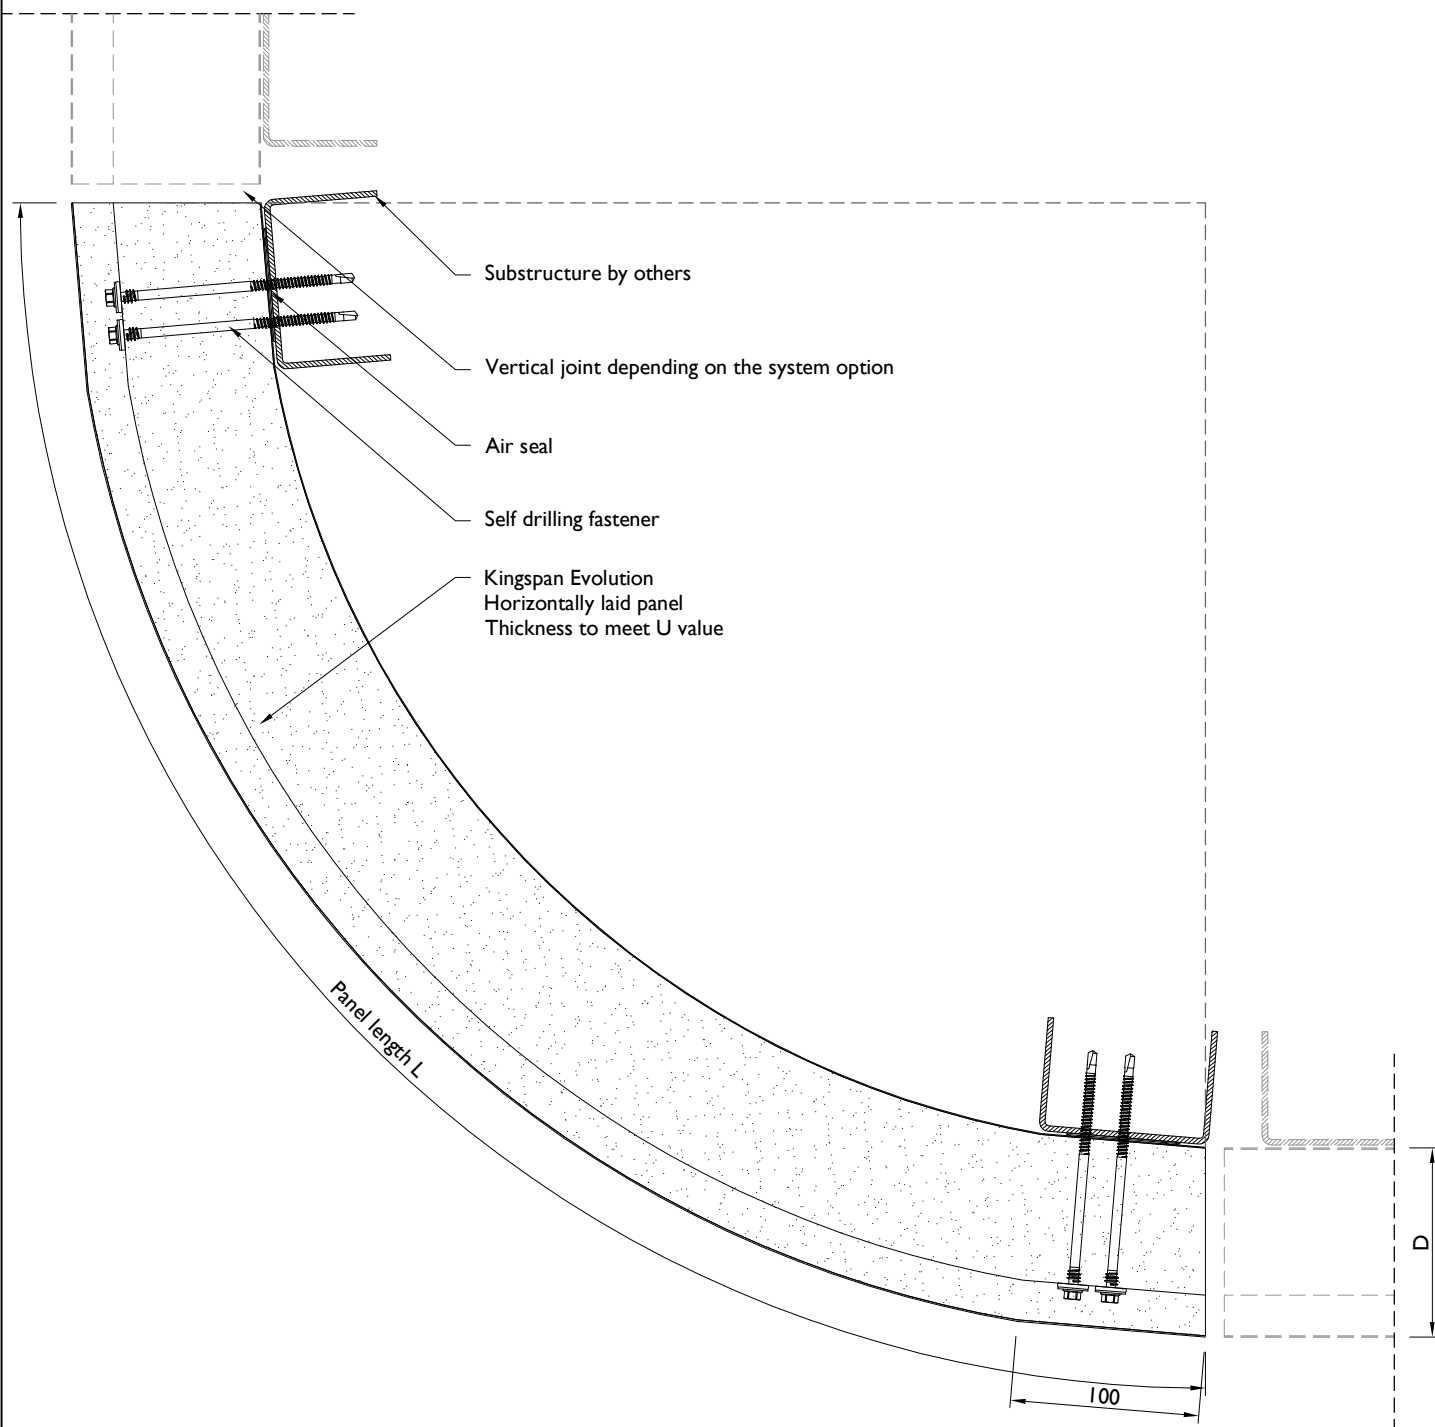 Substructure by others
Vertical joint depending on the system option
Air seal
Self drilling fastener
Kingspan Evolution
Horizontally laid panel
Thickness to meet U value
Panel length L
D
100